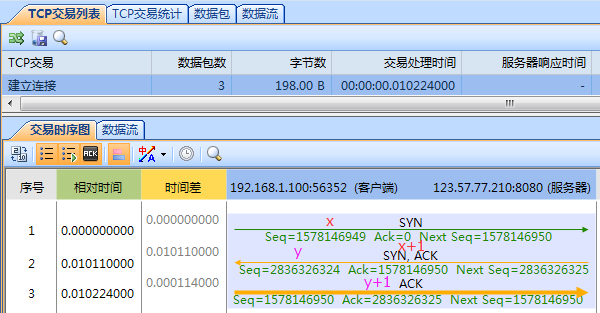 TCP交易列表 TCP交易统计 数据包 数据流
TCP交易 数据包数 字节数 交易处理时间 服务器响应时间
建立连接 3 198.00 B 00:00:00.010224000 -
交易时序图 数据流
ACK
序号 相对时间 时间差 192.168.1.100:56352 (客户端) 123.57.77.210:8080 (服务器)
x SYN
1 0.000000000 0.000000000
Seq=1578146949 Ack=0 Next Seq=1578146950
y x+1
SYN, ACK
2 0.010110000 0.010110000
Seq=2836326324 Ack=1578146950 Next Seq=2836326325
y+1 ACK
3 0.010224000 0.000114000
Seq=1578146950 Ack=2836326325 Next Seq=1578146950